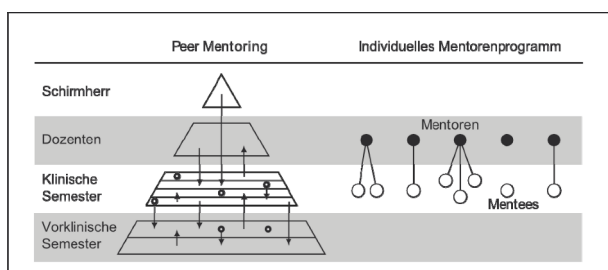 Peer Mentoring
Individuelles Mentorenprogramm
Schirmherr
Dozenten
Mentoren
Klinische
Semester
Mentees
Vorklinische
Semester